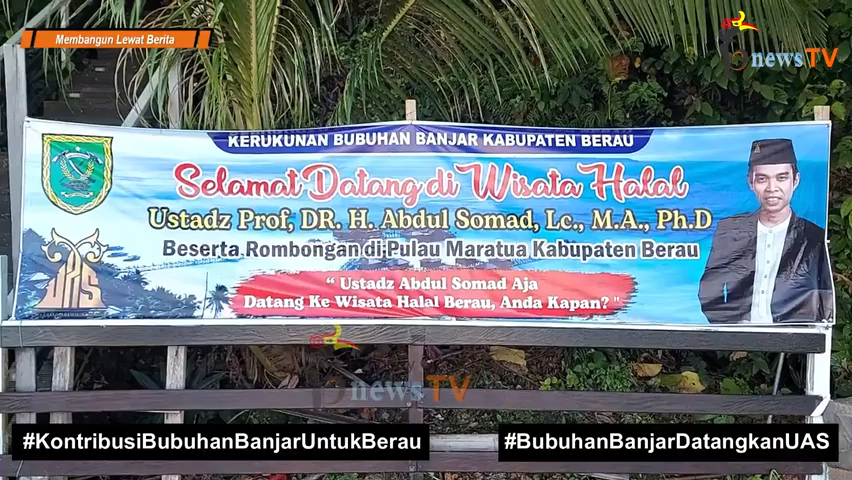 Membangun Lewat Berita
newsTV
KERUKUNAN BUBUHAN BANJAR KABUPATEN BERAU
Selamat Datang di Wisata Halal
Ustadz Prof, DR. H. Abdul Somad, Lc., M.A., Ph.D
Beserta Rombongan di Pulau Maratua Kabupaten Berau
“ Ustadz Abdul Somad Aja
Datang Ke Wisata Halal Berau, Anda Kapan? "
newsTV
#KontribusiBubuhanBanjarUntukBerau
#BubuhanBanjarDatangkanUAS